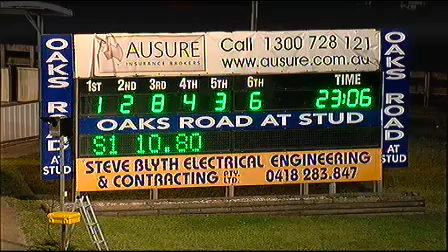 AUSURE
INSURANCE BROKERS
Call 1300 728 121
www.ausure.com.au
OAKS ROAD AT STUD
1ST 2ND 3RD 4TH 5TH 6TH TIME
1 2 8 4 3 6 23:06
OAKS ROAD AT STUD
S1 10.80
STEVE BLYTH ELECTRICAL ENGINEERING
& CONTRACTING PTY. LTD. 0418 283.847
OAKS ROAD AT STUD